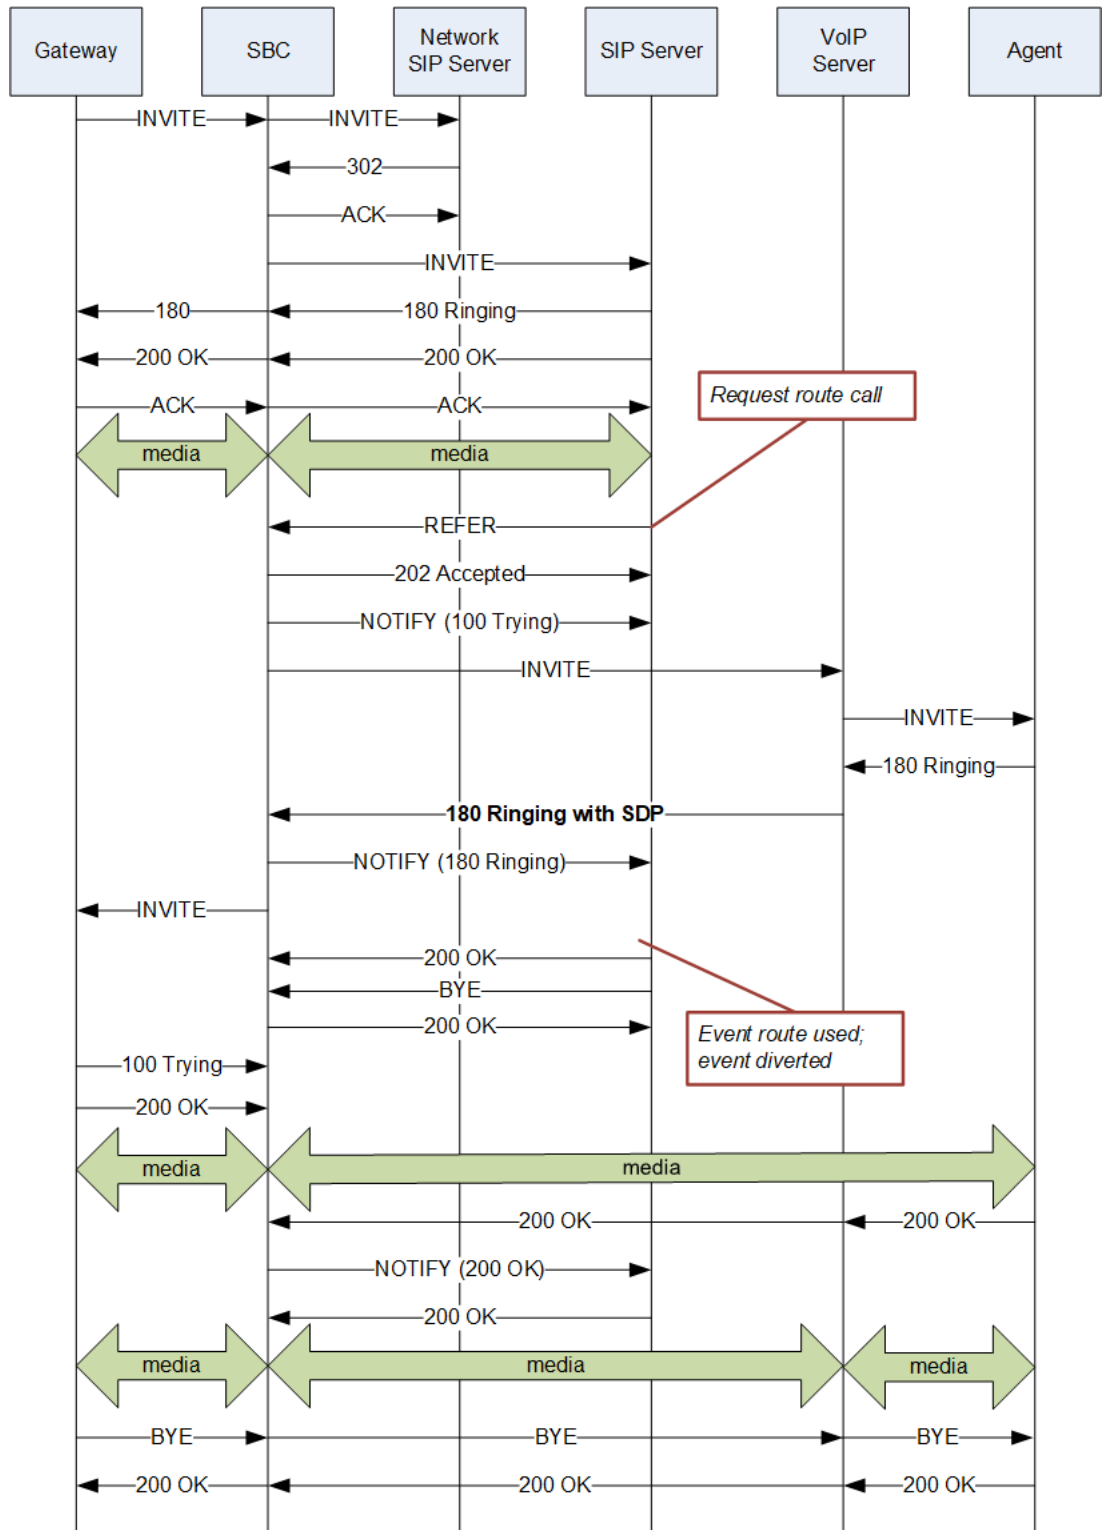 Gateway
SBC
Network
SIP Server
SIP Server
VoIP
Server
Agent
INVITE
INVITE
302
ACK
INVITE
180
180 Ringing
200 OK
200 OK
Request route call
ACK
ACK
media
media
REFER
202 Accepted
NOTIFY (100 Trying)
INVITE
INVITE
180 Ringing
180 Ringing with SDP
NOTIFY (180 Ringing)
INVITE
200 OK
BYE
200 OK
Event route used;
event diverted
100 Trying
200 OK
media
media
200 OK
200 OK
NOTIFY (200 OK)
200 OK
media
media
media
BYE
BYE
BYE
200 OK
200 OK
200 OK